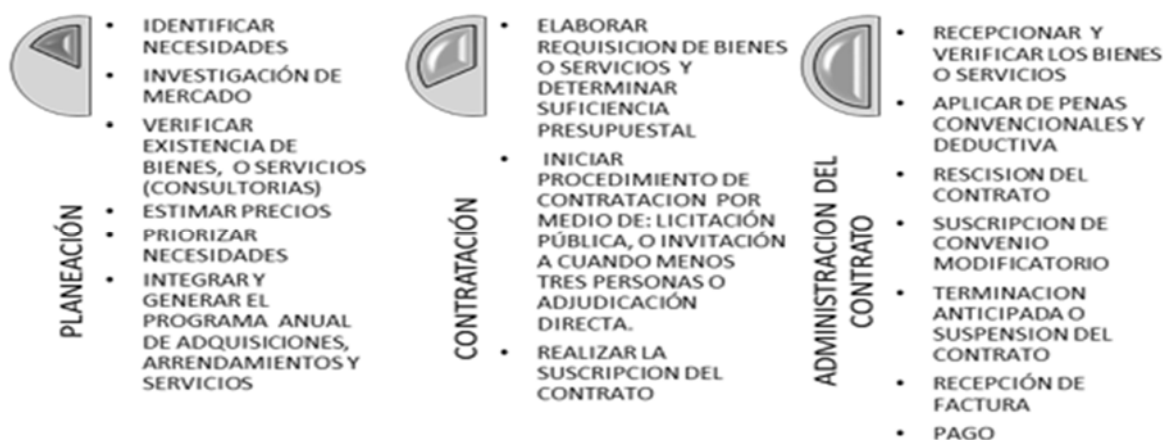 PLANEACIÓN
• IDENTIFICAR
NECESIDADES
• INVESTIGACIÓN DE
MERCADO
• VERIFICAR
EXISTENCIA DE
BIENES, O SERVICIOS
(CONSULTORIAS)
• ESTIMAR PRECIOS
• PRIORIZAR
NECESIDADES
• INTEGRAR Y
GENERAR EL
PROGRAMA ANUAL
DE ADQUISICIONES,
ARRENDAMIENTOS Y
SERVICIOS
CONTRATACIÓN
• ELABORAR
REQUISICION DE BIENES
O SERVICIOS Y
DETERMINAR
SUFICIENCIA
PRESUPUESTAL
• INICIAR
PROCEDIMIENTO DE
CONTRATACION POR
MEDIO DE: LICITACIÓN
PÚBLICA, O INVITACIÓN
A CUANDO MENOS
TRES PERSONAS O
ADJUDICACIÓN
DIRECTA.
• REALIZAR LA
SUSCRIPCION DEL
CONTRATO
ADMINISTRACION DEL
CONTRATO
• RECEPCIONAR Y
VERIFICAR LOS BIENES
O SERVICIOS
• APLICAR DE PENAS
CONVENCIONALES Y
DEDUCTIVA
• RESCISION DEL
CONTRATO
• SUSCRIPCION DE
CONVENIO
MODIFICATORIO
• TERMINACION
ANTICIPADA O
SUSPENSION DEL
CONTRATO
• RECEPCIÓN DE
FACTURA
• PAGO